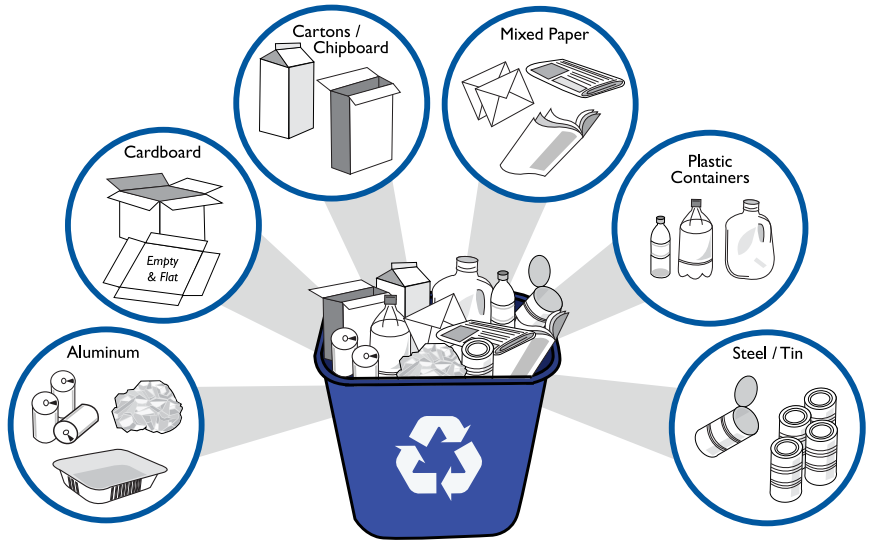 Cartons /
Chipboard
Mixed Paper
Cardboard
Empty
& Flat
Plastic
Containers
Aluminum
Steel / Tin